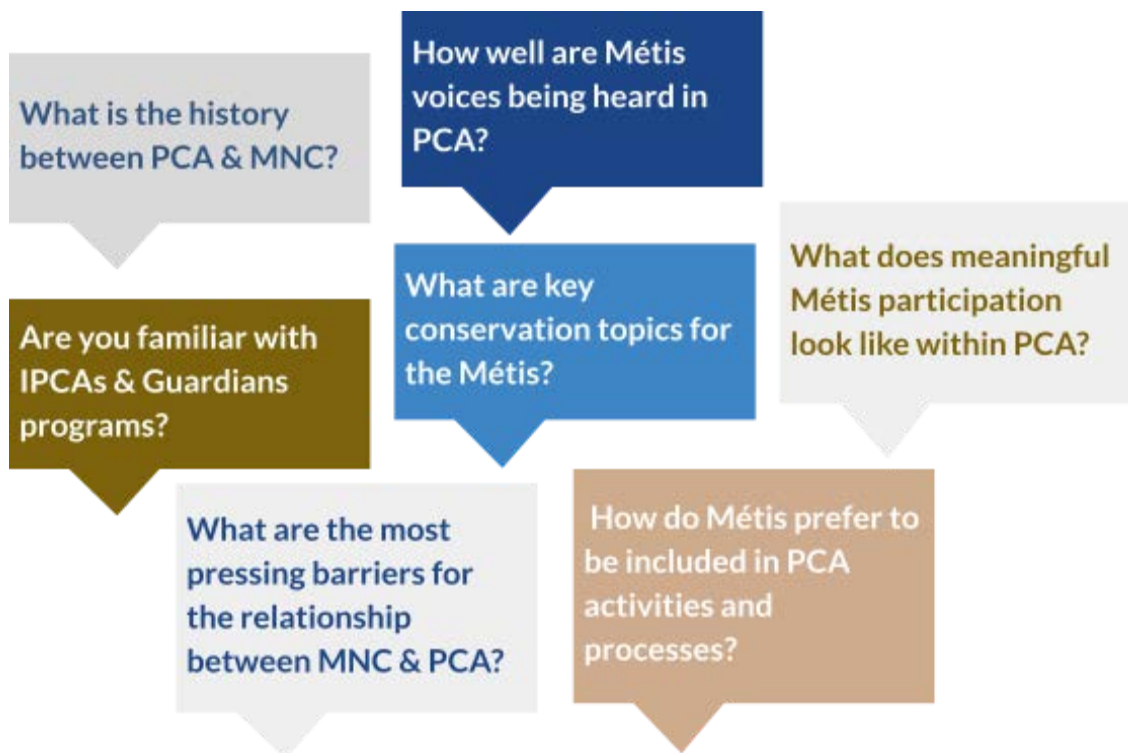 What is the history
between PCA & MNC?
How well are Métis
voices being heard in
PCA?
Are you familiar with
IPCAs & Guardians
programs?
What are key
conservation topics for
the Métis?
What does meaningful
Métis participation
look like within PCA?
What are the most
pressing barriers for
the relationship
between MNC & PCA?
How do Métis prefer to
be included in PCA
activities and
processes?